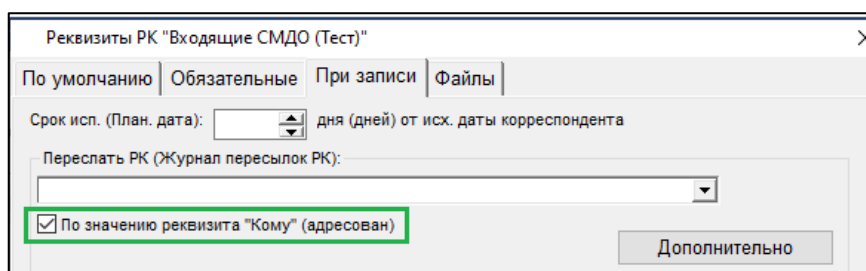 Реквизиты РК "Входящие СМДО (Тест)"
По умолчанию Обязательные При записи Файлы
Срок исп. (План. дата): дня (дней) от исх. даты корреспондента
Переслать РК (Журнал пересылок РК):
По значению реквизита "Кому" (адресован)
Дополнительно